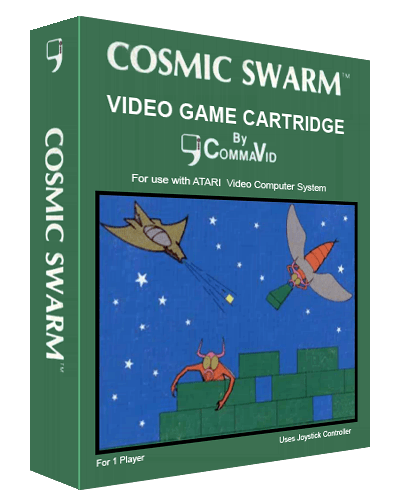 COSMIC SWARM™
COSMIC SWARM™
VIDEO GAME CARTRIDGE
By
CommaVid
For use with ATARI Video Computer System
Uses Joystick Controller
For 1 Player